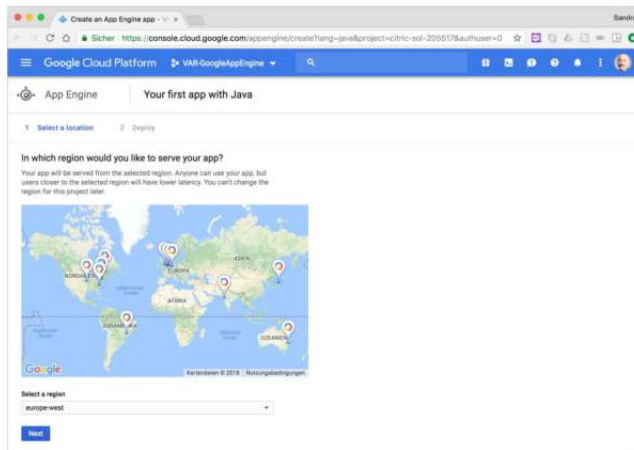 Create an App Engine app - V
Sandro
Sicher
https://console.cloud.google.com/appengine/create?lang=java&project=citric-sol-205517&authuser=0
Google Cloud Platform
VAR-GoogleAppEngine
App Engine
Your first app with Java
1 Select a location
2 Deploy
In which region would you like to serve your app?
Your app will be served from the selected region. Anyone can use your app, but
users closer to the selected region will have lower latency. You can't change the
region for this project later.
EUROPA
ASIEN
AFRIKA
OZEANIEN
Google
Kartendaten © 2018
Nutzungsbedingungen
Select a region
europe-west
Next